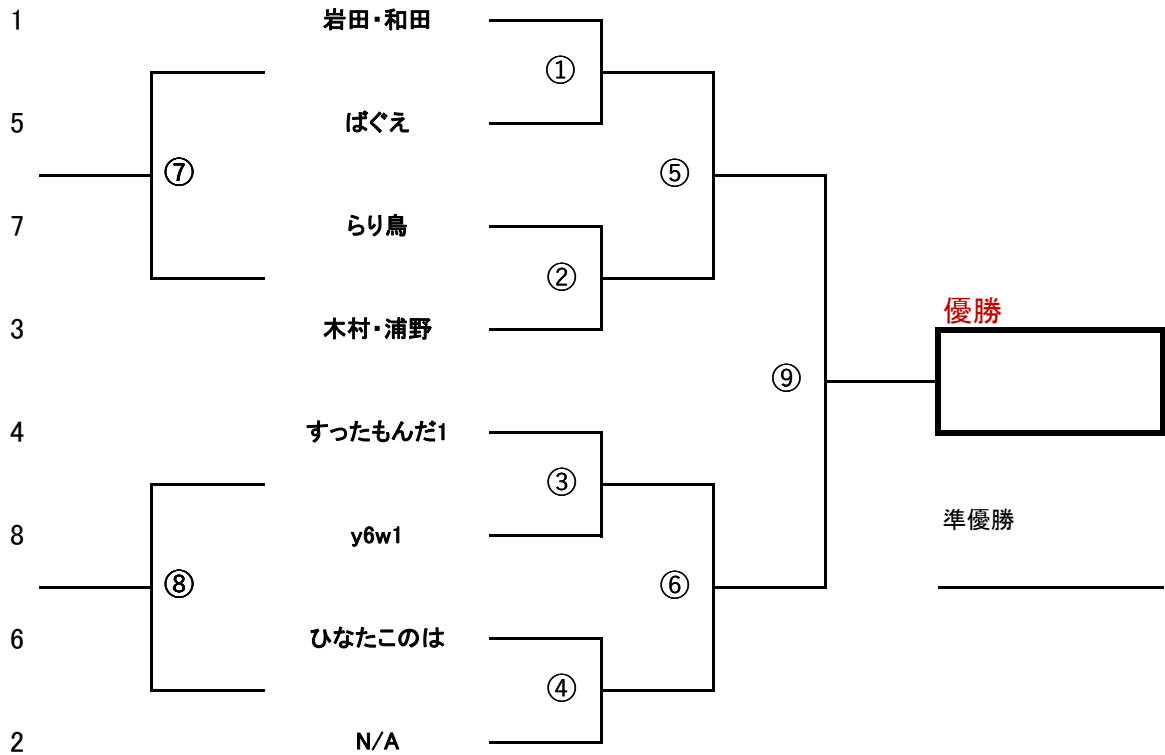 1 岩田・和田
①
5 ばぐえ
⑦ ⑤
7 らり鳥
②
3 木村・浦野
優勝
⑨
4 すったもんだ1
③
準優勝
8 y6w1
⑧ ⑥
6 ひなたこのは
④
2 N/A